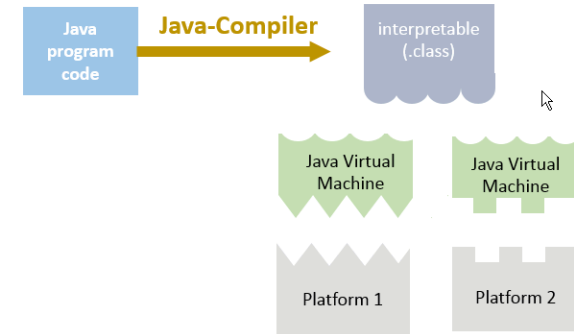 Java
program
code
Java-Compiler
interpretable
(.class)
Java Virtual
Machine
Java Virtual
Machine
Platform 1
Platform 2